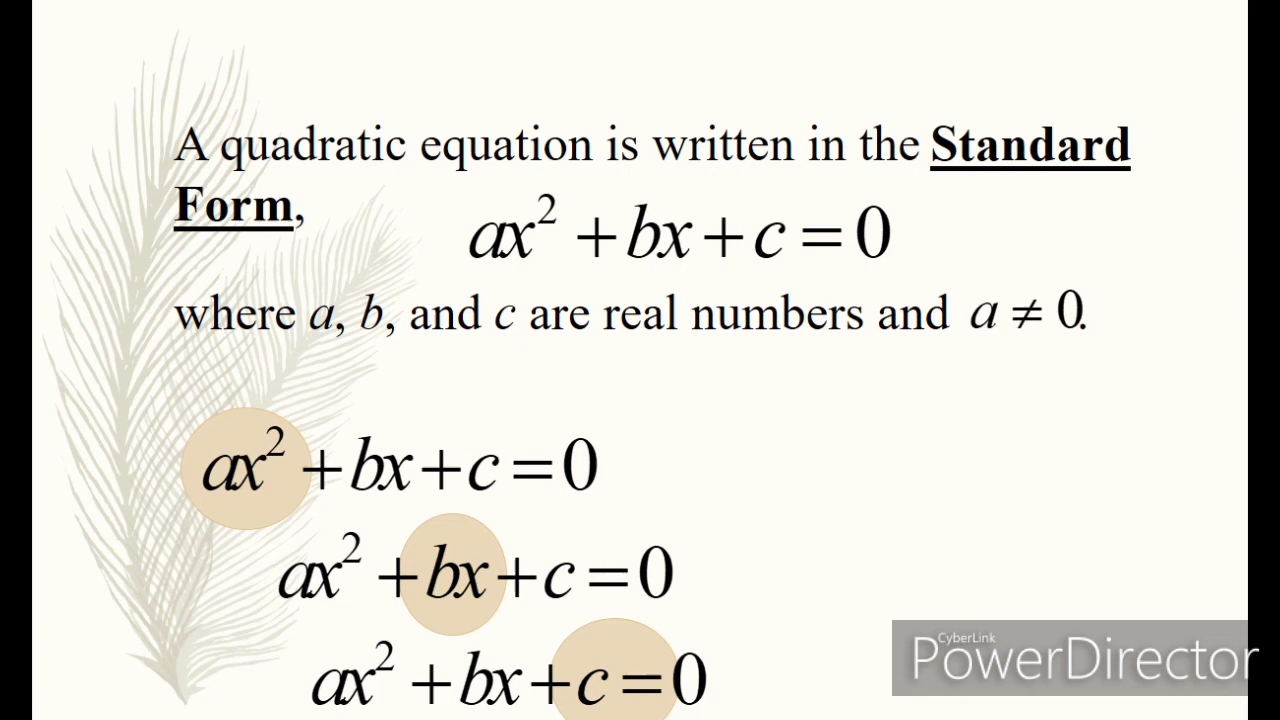 A quadratic equation is written in the Standard
Form,
ax² + bx + c = 0
where a, b, and c are real numbers and a ≠ 0.
ax² + bx + c = 0
ax² + bx + c = 0
ax² + bx + c = 0
CyberLink
PowerDirector